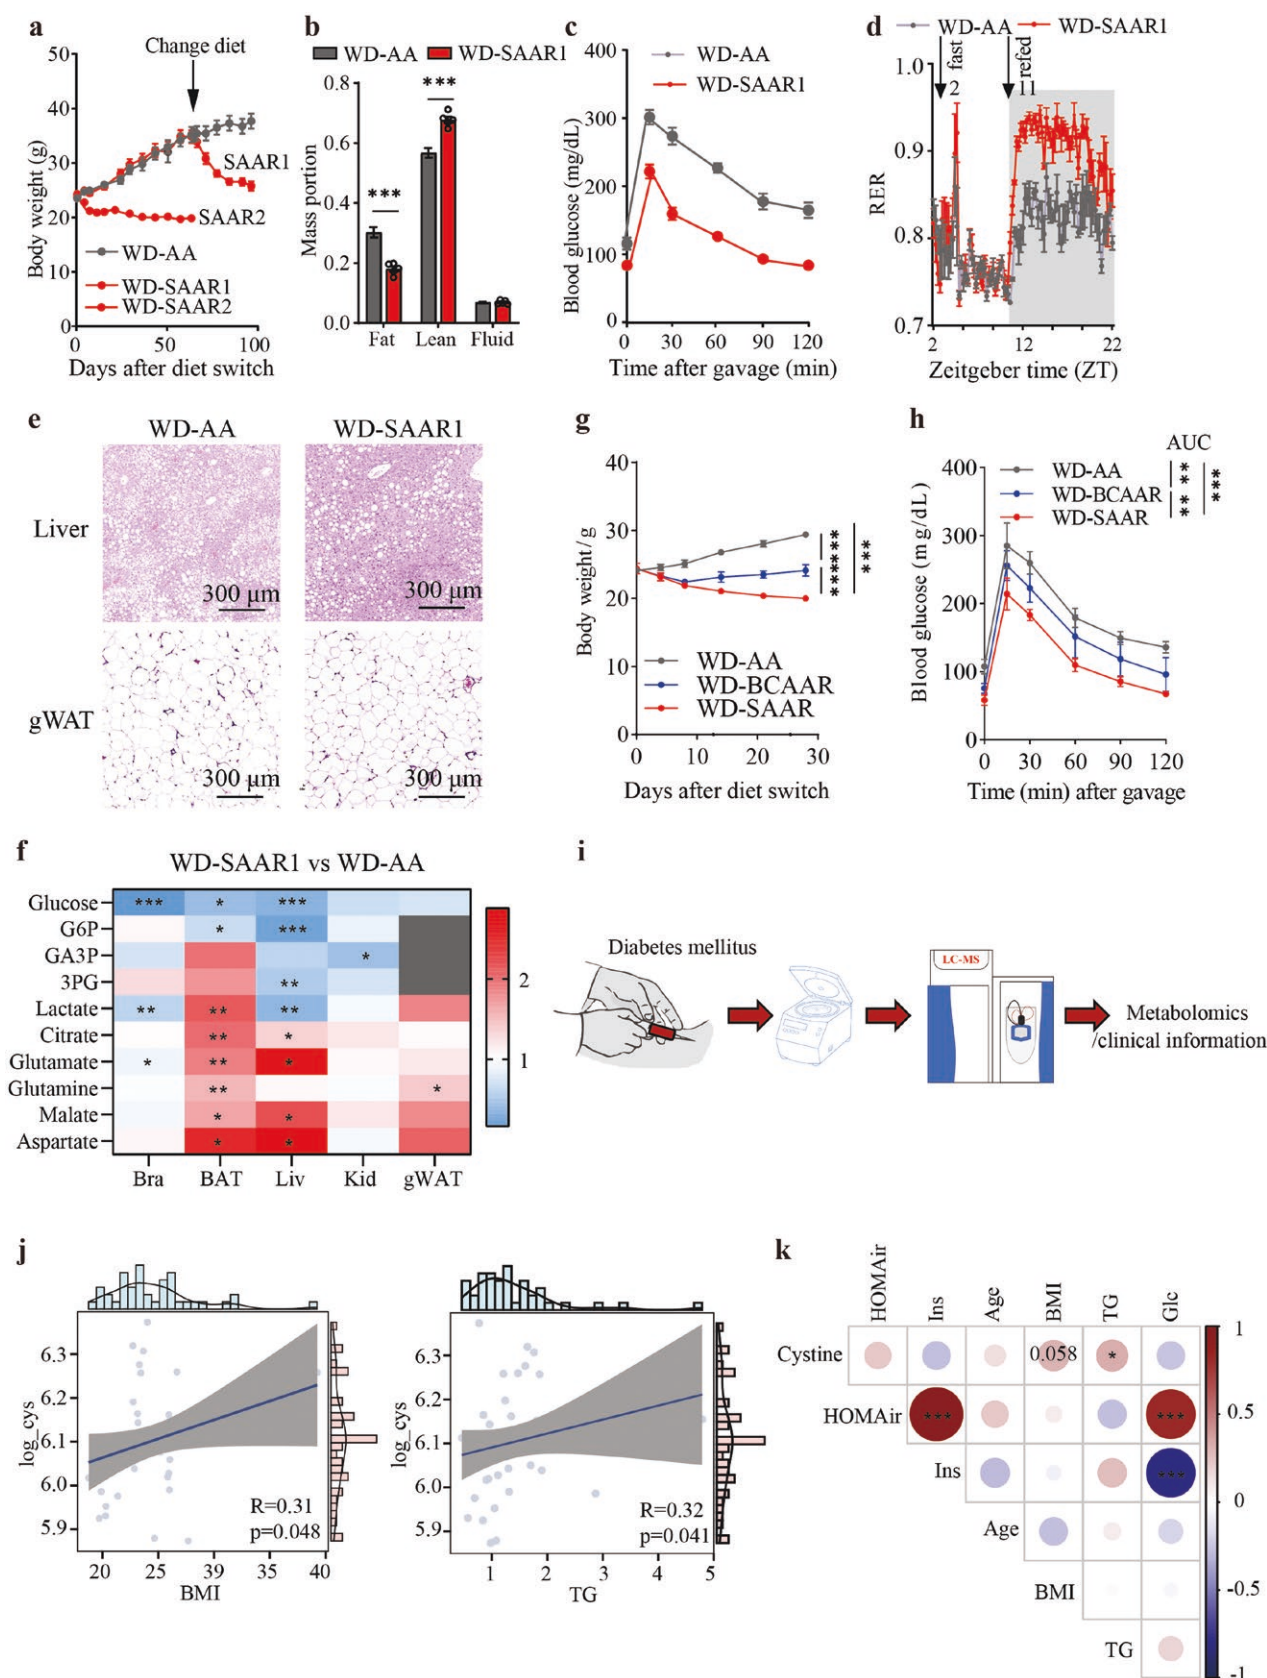 a
Change diet
50
40
30
20
10
0
Body weight (g)
SAAR1
SAAR2
WD-AA
WD-SAAR1
WD-SAAR2
0
50
100
Days after diet switch
b
WD-AA
WD-SAAR1
0.8
0.6
0.4
0.2
0.0
Mass portion
***
***
Fat
Lean
Fluid
c
400
300
200
100
0
Blood glucose (mg/dL)
WD-AA
WD-SAAR1
0
30
60
90
120
Time after gavage (min)
d
WD-AA
WD-SAAR1
fast
2
refed
11
1.0
0.9
0.8
0.7
RER
2
12
22
Zeitgeber time (ZT)
e
WD-AA
WD-SAAR1
Liver
300 μm
300 μm
gWAT
300 μm
300 μm
g
40
30
20
10
0
Body weight/g
***
***
***
WD-AA
WD-BCAAR
WD-SAAR
0
10
20
30
Days after diet switch
h
AUC
400
300
200
100
0
Blood glucose (mg/dL)
WD-AA
WD-BCAAR
WD-SAAR
**
**
***
0
30
60
90
120
Time (min) after gavage
f
WD-SAAR1 vs WD-AA
Glucose *** * ***
G6P * ***
GA3P *
3PG **
Lactate ** ** **
Citrate ** *
Glutamate * ** *
Glutamine ** *
Malate * *
Aspartate * *
Bra BAT Liv Kid gWAT
2
1
i
Diabetes mellitus
LC-MS
Metabolomics
/clinical information
j
6.3
6.2
6.1
6.0
5.9
log_cys
R=0.31
p=0.048
20
25
39
35
40
BMI
6.3
6.2
6.1
6.0
5.9
log_cys
R=0.32
p=0.041
1
2
3
4
5
TG
k
HOMAir
Ins
Age
BMI
TG
Glc
Cystine 0.058 *
HOMAir *** ***
Ins ***
Age
BMI
TG
1
0.5
0
-0.5
-1